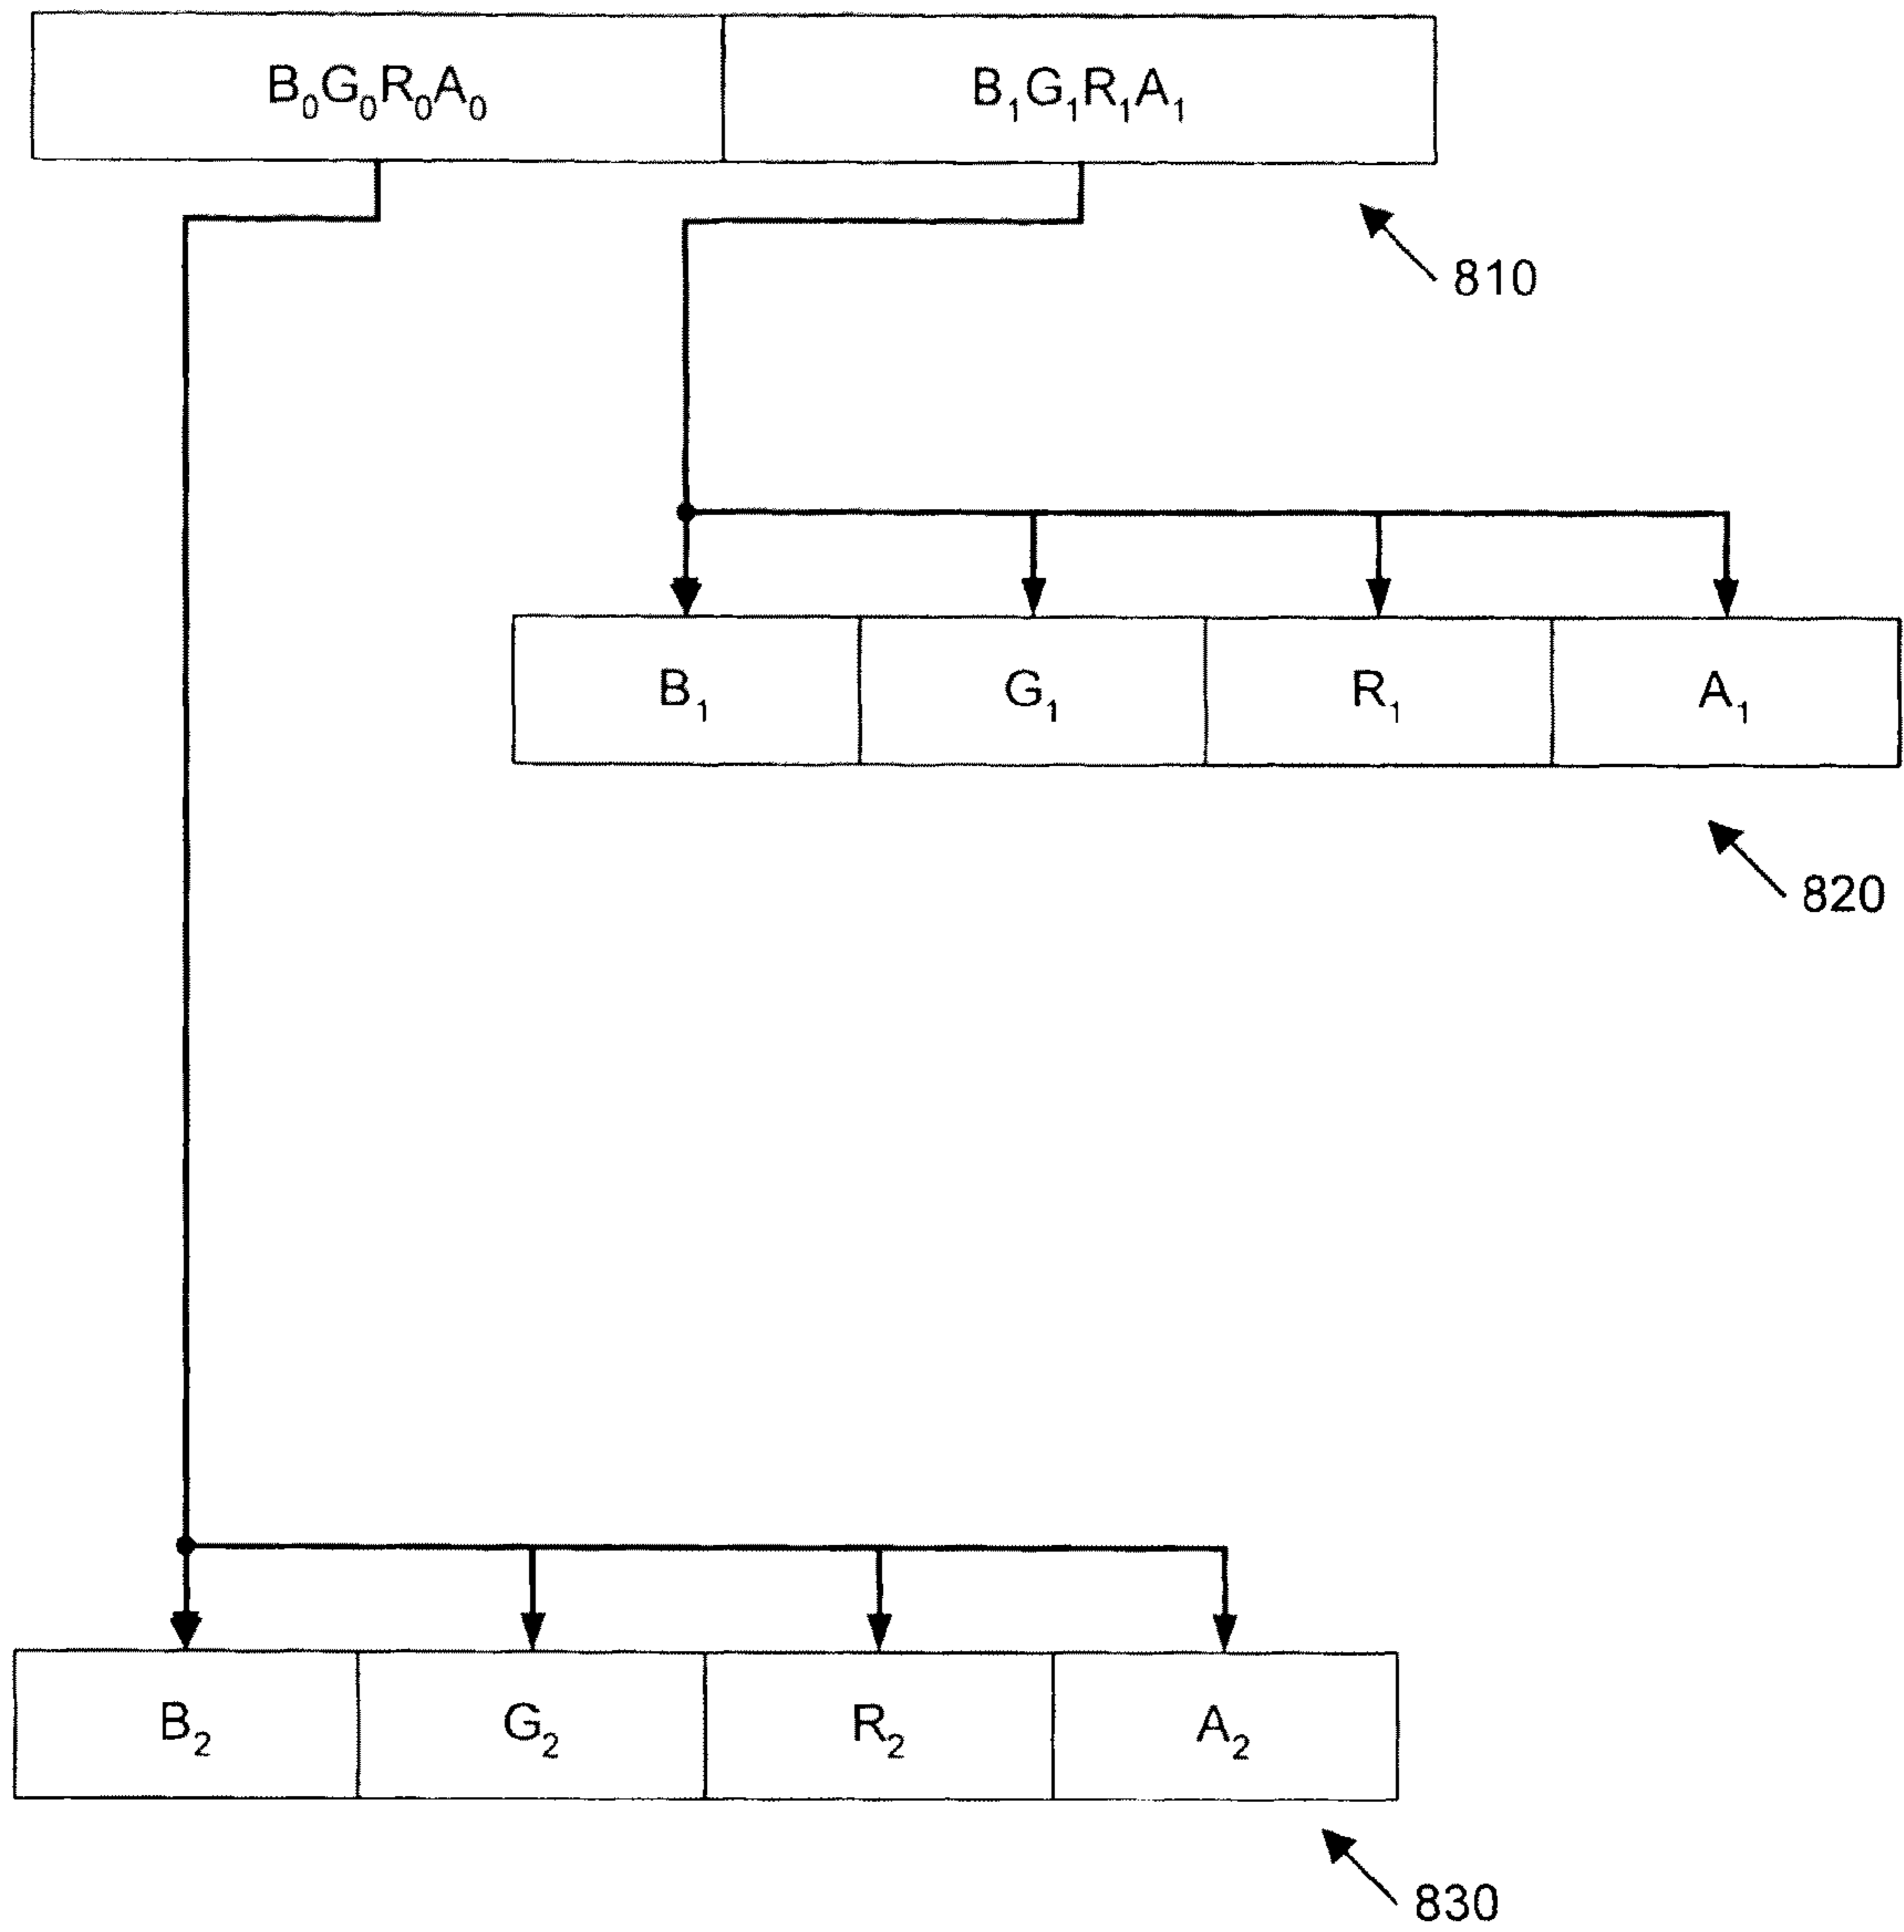 B₀G₀R₀A₀ B₁G₁R₁A₁
810
B₁ G₁ R₁ A₁
820
B₂ G₂ R₂ A₂
830